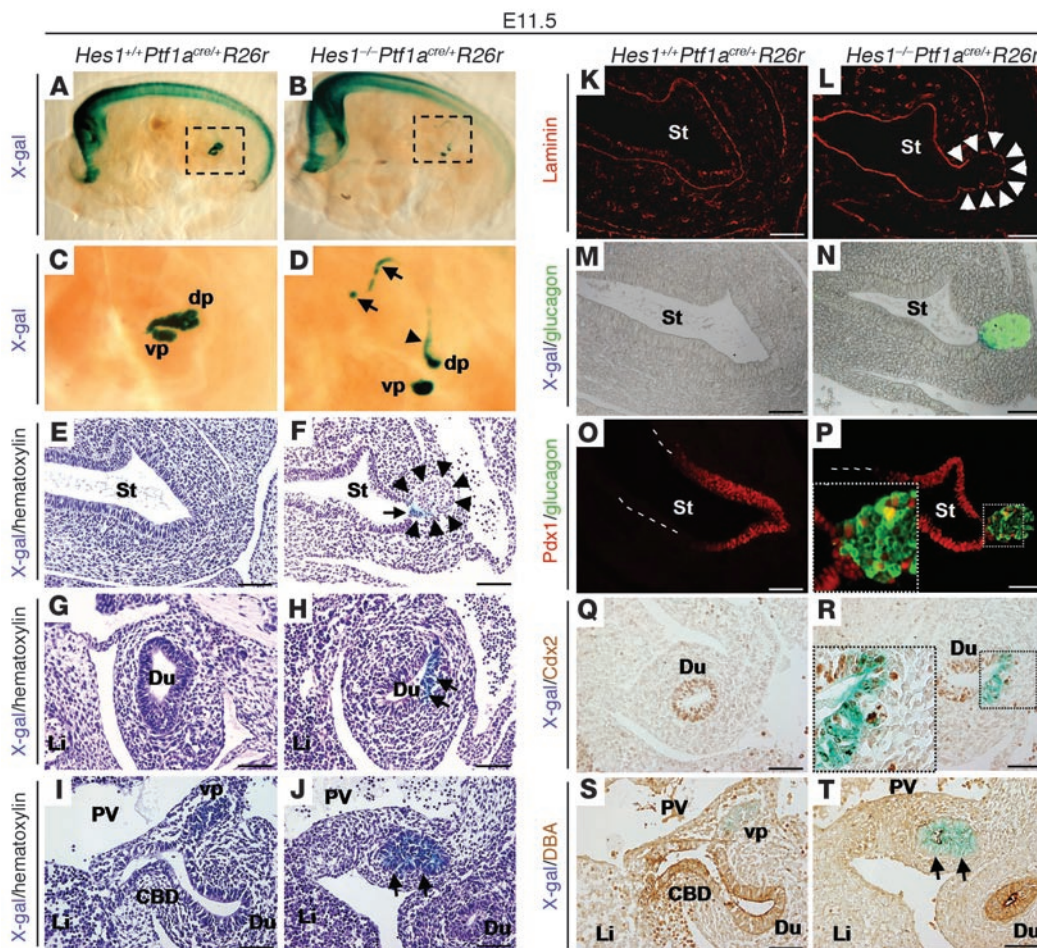 E11.5
Hes1+/+Ptf1acre/+R26r
Hes1−/−Ptf1acre/+R26r
Hes1+/+Ptf1acre/+R26r
Hes1−/−Ptf1acre/+R26r
X-gal
A
B
X-gal
C
dp
vp
D
dp
vp
X-gal/hematoxylin
E
St
F
St
X-gal/hematoxylin
G
Du
Li
H
Du
Li
X-gal/hematoxylin
I
PV
vp
CBD
Li
Du
J
PV
Li
Du
Laminin
K
St
L
St
X-gal/glucagon
M
St
N
St
Pdx1/glucagon
O
St
P
St
X-gal/Cdx2
Q
Du
R
Du
X-gal/DBA
S
PV
vp
CBD
Li
Du
T
PV
Li
Du